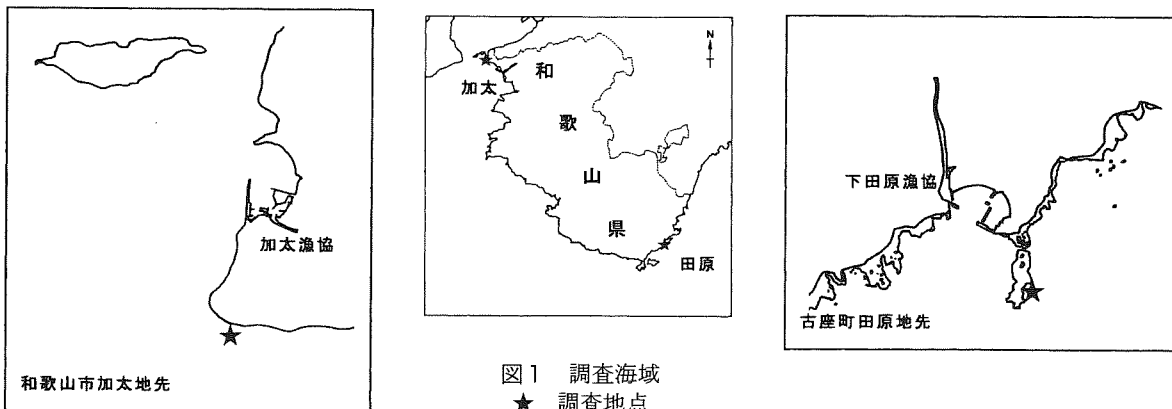 加太漁協
和歌山市加太地先
N
和
歌
山
県
加太
田原
下田原漁協
古座町田原地先
図1 調査海域
★ 調査地点